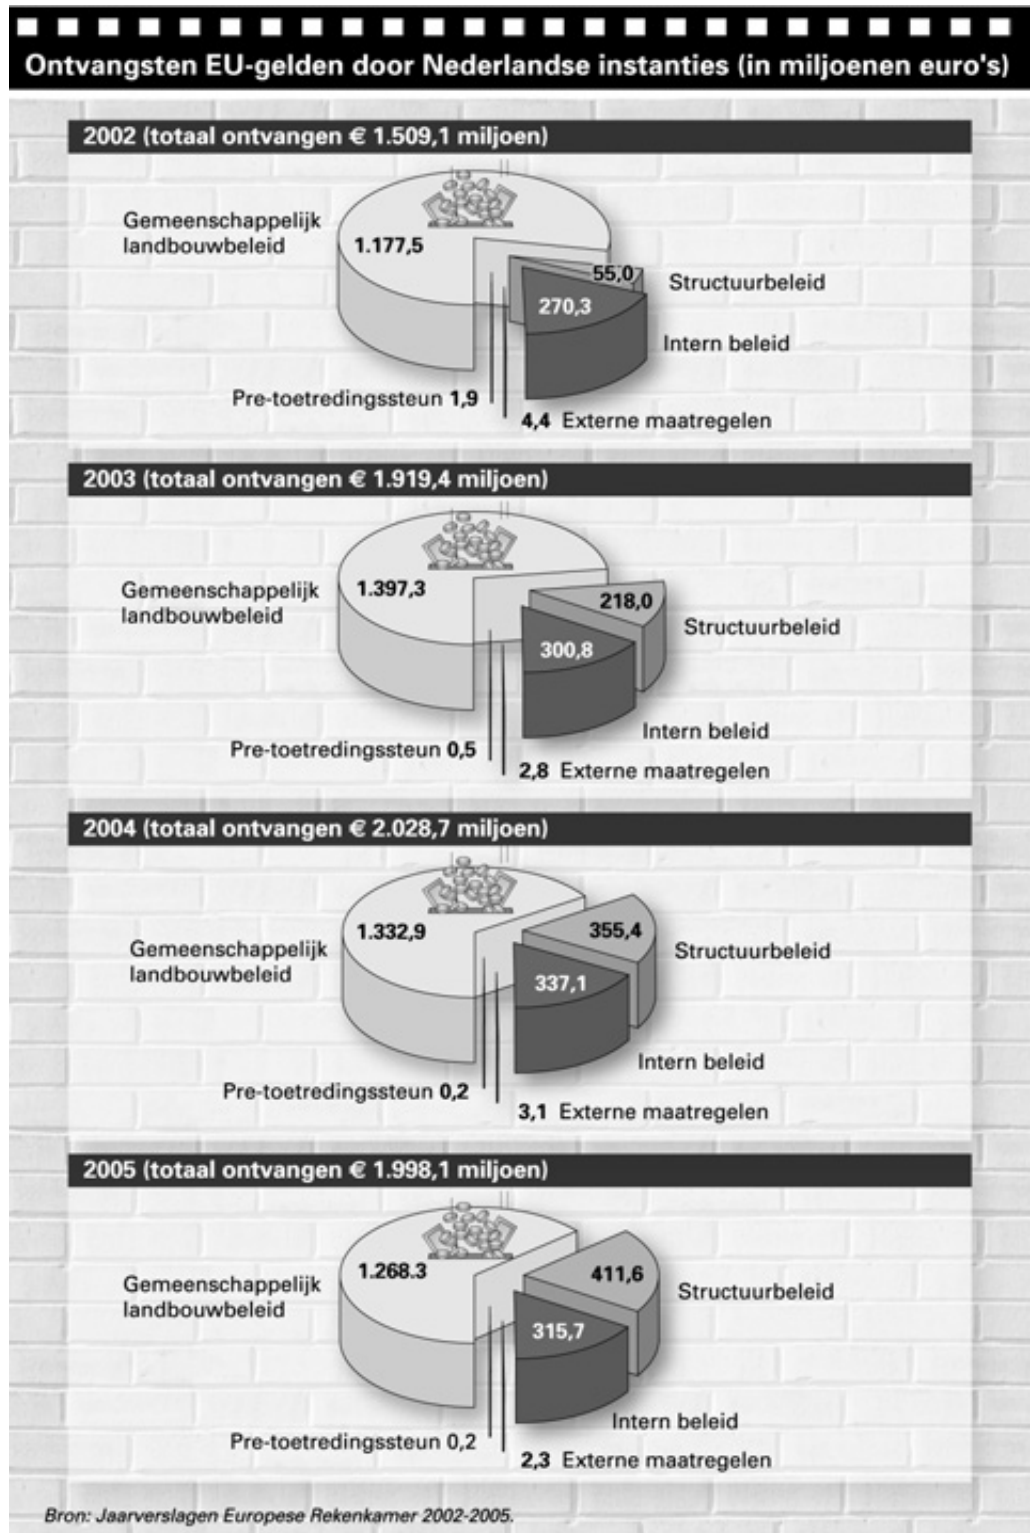 Ontvangsten EU-gelden door Nederlandse instanties (in miljoenen euro's)
2002 (totaal ontvangen € 1.509,1 miljoen)
Gemeenschappelijk
landbouwbeleid
1.177,5
55,0
Structuurbeleid
270,3
Intern beleid
Pre-toetredingssteun 1,9
4,4 Externe maatregelen
2003 (totaal ontvangen € 1.919,4 miljoen)
Gemeenschappelijk
landbouwbeleid
1.397,3
218,0
Structuurbeleid
300,8
Intern beleid
Pre-toetredingssteun 0,5
2,8 Externe maatregelen
2004 (totaal ontvangen € 2.028,7 miljoen)
Gemeenschappelijk
landbouwbeleid
1.332,9
355,4
Structuurbeleid
337,1
Intern beleid
Pre-toetredingssteun 0,2
3,1 Externe maatregelen
2005 (totaal ontvangen € 1.998,1 miljoen)
Gemeenschappelijk
landbouwbeleid
1.268.3
411,6
Structuurbeleid
315,7
Intern beleid
Pre-toetredingssteun 0,2
2,3 Externe maatregelen
Bron: Jaarverslagen Europese Rekenkamer 2002-2005.